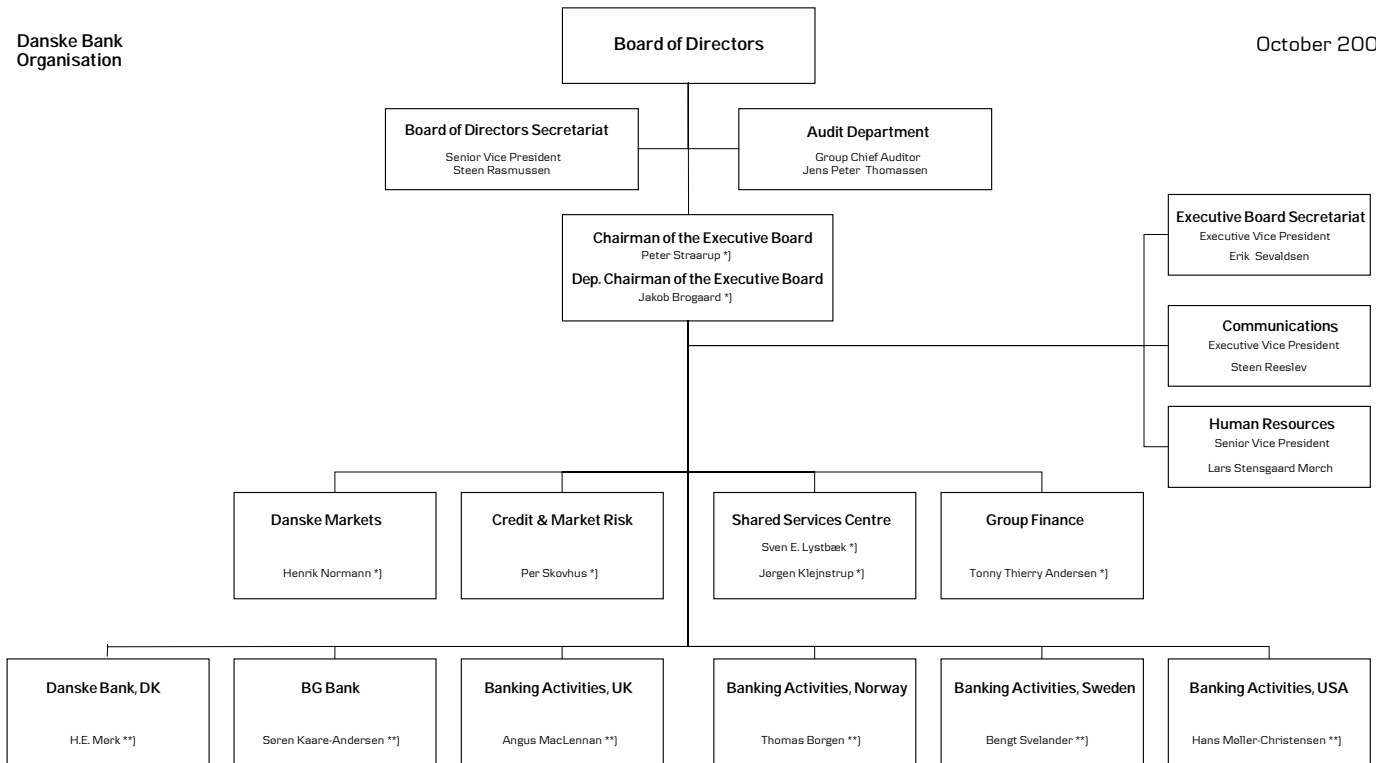 Danske Bank
Organisation
Board of Directors
October 200
Board of Directors Secretariat
Senior Vice President
Steen Rasmussen
Audit Department
Group Chief Auditor
Jens Peter Thomassen
Chairman of the Executive Board
Peter Straarup *)
Dep. Chairman of the Executive Board
Jakob Brogaard *)
Executive Board Secretariat
Executive Vice President
Erik Sevaldsen
Communications
Executive Vice President
Steen Reeslev
Human Resources
Senior Vice President
Lars Stensgaard Mørch
Danske Markets
Henrik Normann *)
Credit & Market Risk
Per Skovhus *)
Shared Services Centre
Sven E. Lystbæk *)
Jørgen Klejnstrup *)
Group Finance
Tonny Thierry Andersen *)
Danske Bank, DK
H.E. Mørk **)
BG Bank
Søren Kaare-Andersen **)
Banking Activities, UK
Angus MacLennan **)
Banking Activities, Norway
Thomas Borgen **)
Banking Activities, Sweden
Bengt Svelander **)
Banking Activities, USA
Hans Møller-Christensen **)